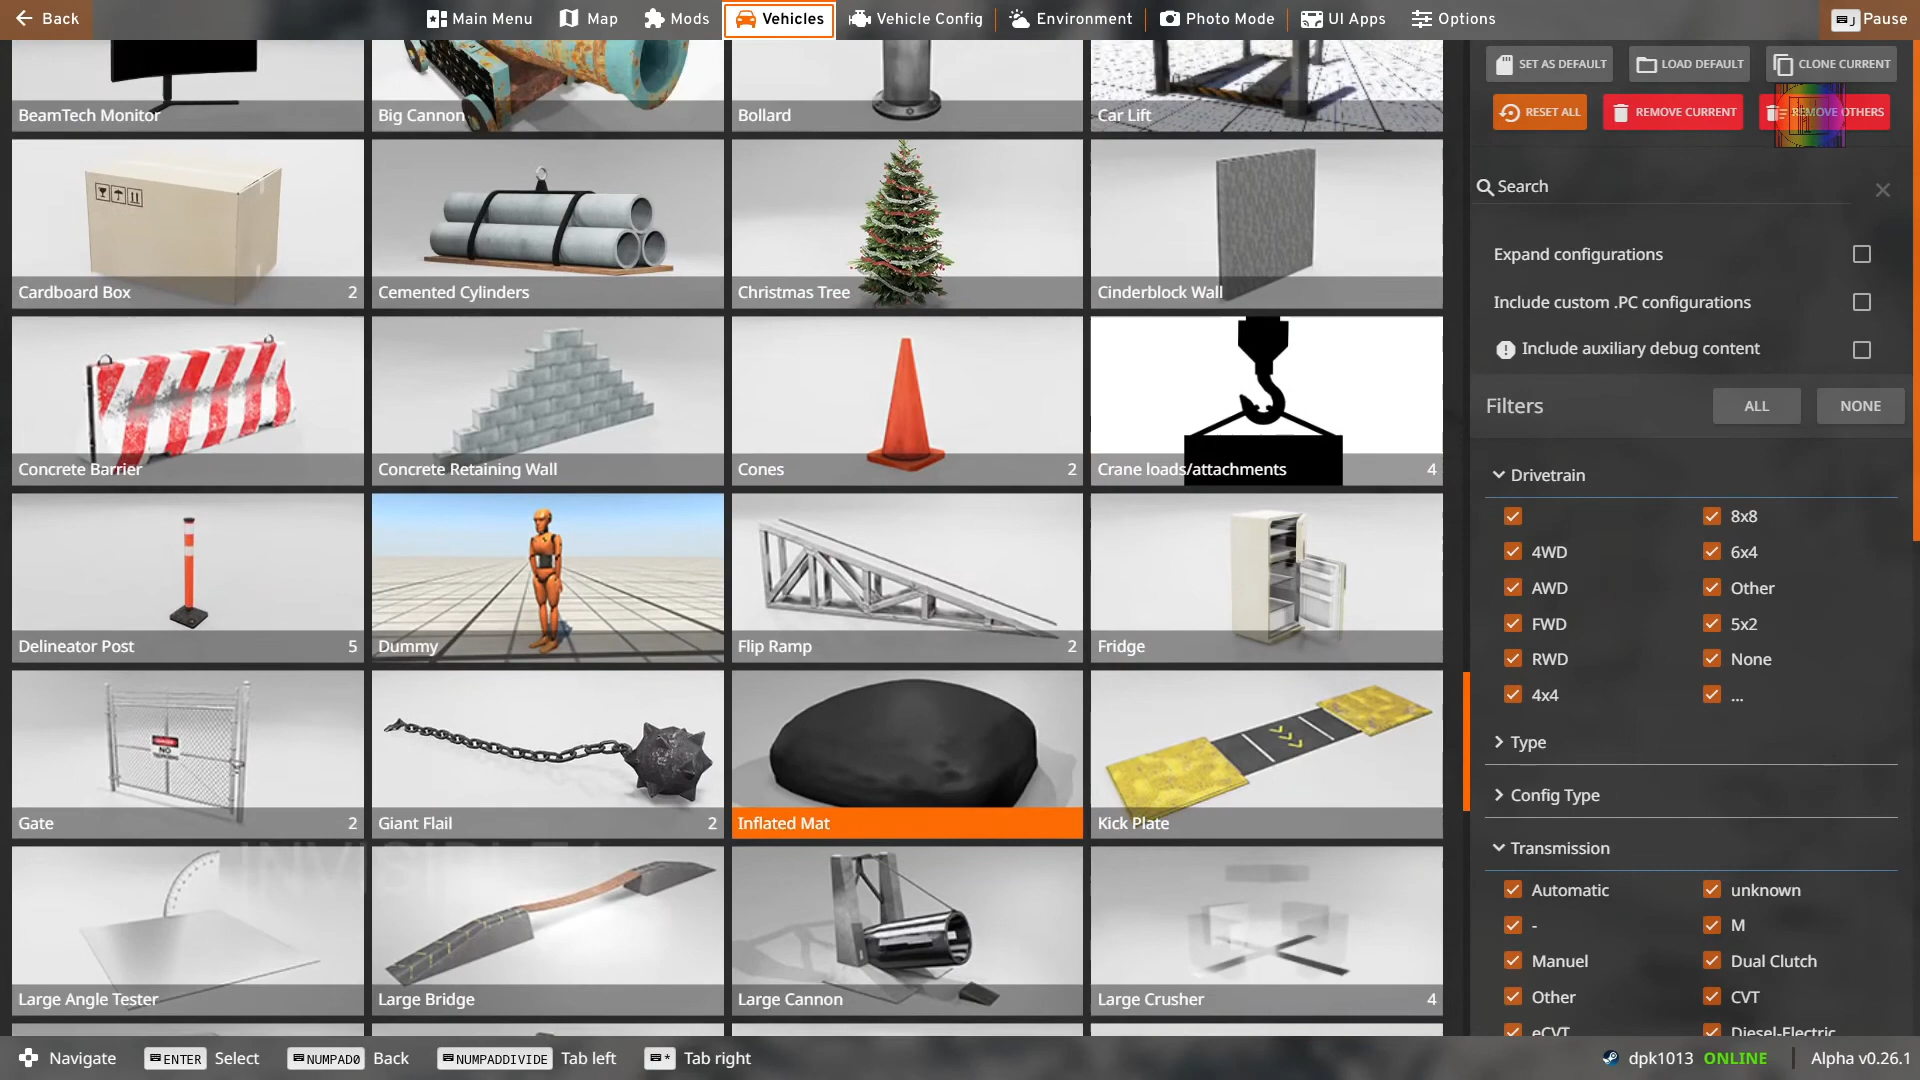 Back
Main Menu
Map
Mods
Vehicles
Vehicle Config
Environment
Photo Mode
UI Apps
Options
J Pause
BeamTech Monitor
Big Cannon
Bollard
Car Lift
Cardboard Box 2
Cemented Cylinders
Christmas Tree
Cinderblock Wall
Concrete Barrier
Concrete Retaining Wall
Cones 2
Crane loads/attachments 4
Delineator Post 5
Dummy
Flip Ramp 2
Fridge
NO
Gate 2
Giant Flail 2
Inflated Mat
Kick Plate
Large Angle Tester
Large Bridge
Large Cannon
Large Crusher 4
SET AS DEFAULT
LOAD DEFAULT
CLONE CURRENT
RESET ALL
REMOVE CURRENT
REMOVE OTHERS
Search
Expand configurations
Include custom .PC configurations
Include auxiliary debug content
Filters
ALL
NONE
Drivetrain
8x8
4WD
6x4
AWD
Other
FWD
5x2
RWD
None
4x4
...
Type
Config Type
Transmission
Automatic
unknown
-
M
Manuel
Dual Clutch
Other
CVT
eCVT
Diesel-Electric
Navigate
ENTER Select
NUMPAD0 Back
NUMPADDIVIDE Tab left
* Tab right
dpk1013 ONLINE
Alpha v0.26.1